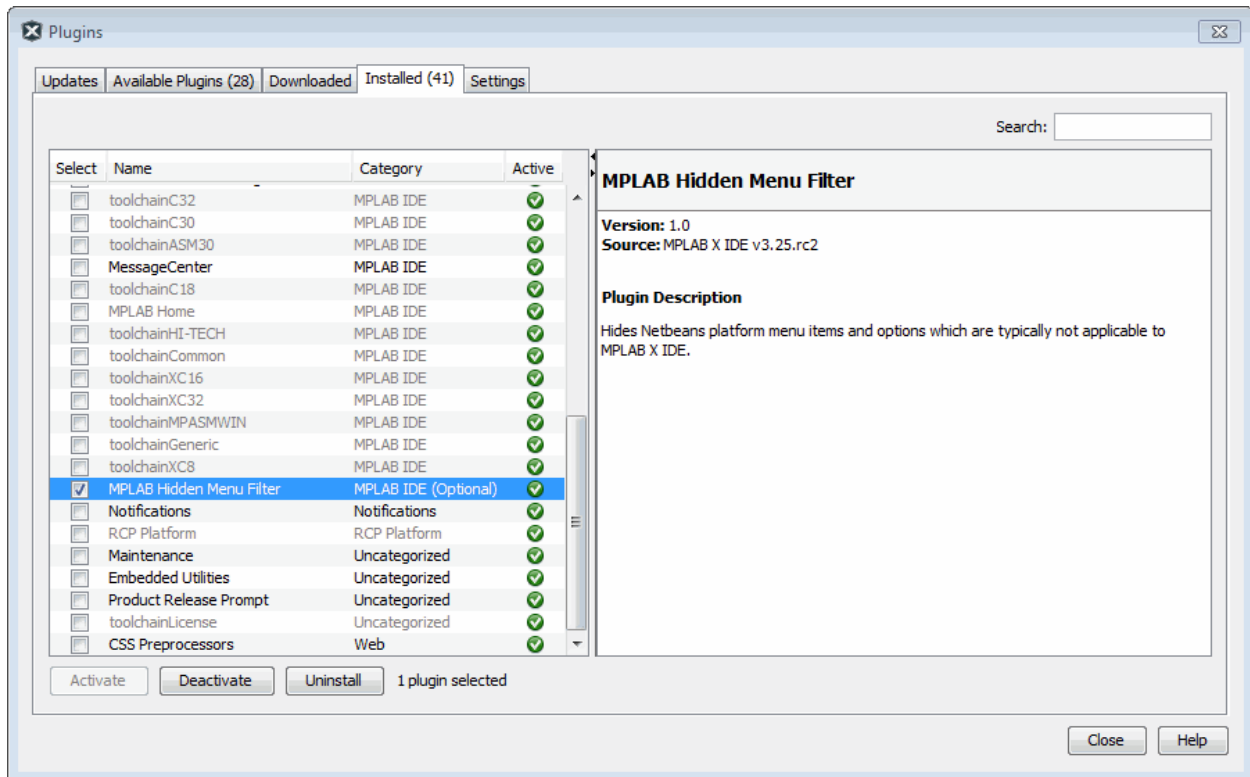 Plugins
Updates Available Plugins (28) Downloaded Installed (41) Settings
Search:
Select Name Category Active
toolchainC32 MPLAB IDE
toolchainC30 MPLAB IDE
toolchainASM30 MPLAB IDE
MessageCenter MPLAB IDE
toolchainC18 MPLAB IDE
MPLAB Home MPLAB IDE
toolchainHI-TECH MPLAB IDE
toolchainCommon MPLAB IDE
toolchainXC16 MPLAB IDE
toolchainXC32 MPLAB IDE
toolchainMPASMWIN MPLAB IDE
toolchainGeneric MPLAB IDE
toolchainXC8 MPLAB IDE
MPLAB Hidden Menu Filter MPLAB IDE (Optional)
Notifications Notifications
RCP Platform RCP Platform
Maintenance Uncategorized
Embedded Utilities Uncategorized
Product Release Prompt Uncategorized
toolchainLicense Uncategorized
CSS Preprocessors Web
MPLAB Hidden Menu Filter
Version: 1.0
Source: MPLAB X IDE v3.25.rc2
Plugin Description
Hides Netbeans platform menu items and options which are typically not applicable to
MPLAB X IDE.
Activate Deactivate Uninstall 1 plugin selected
Close Help